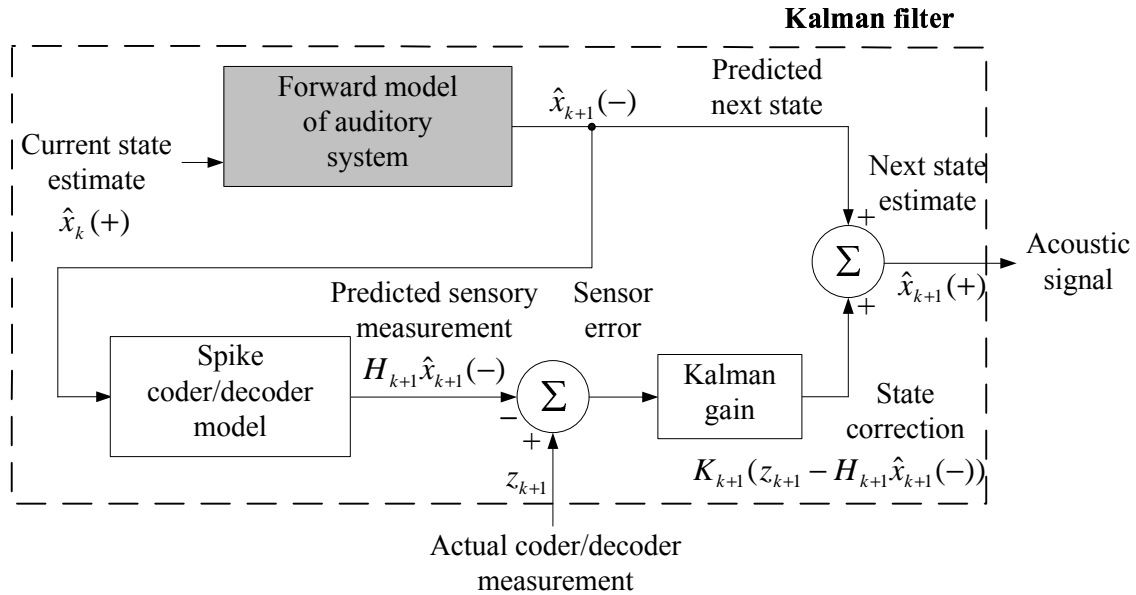 Kalman filter
Forward model
of auditory
system
x̂ₖ₊₁(−)
Predicted
next state
Current state
estimate
x̂ₖ(+)
Next state
estimate
+
Σ
+
x̂ₖ₊₁(+)
Acoustic
signal
Predicted sensory
measurement
Sensor
error
Spike
coder/decoder
model
Hₖ₊₁x̂ₖ₊₁(−)
−
Σ
+
Kalman
gain
State
correction
Kₖ₊₁(zₖ₊₁ − Hₖ₊₁x̂ₖ₊₁(−))
zₖ₊₁
Actual coder/decoder
measurement